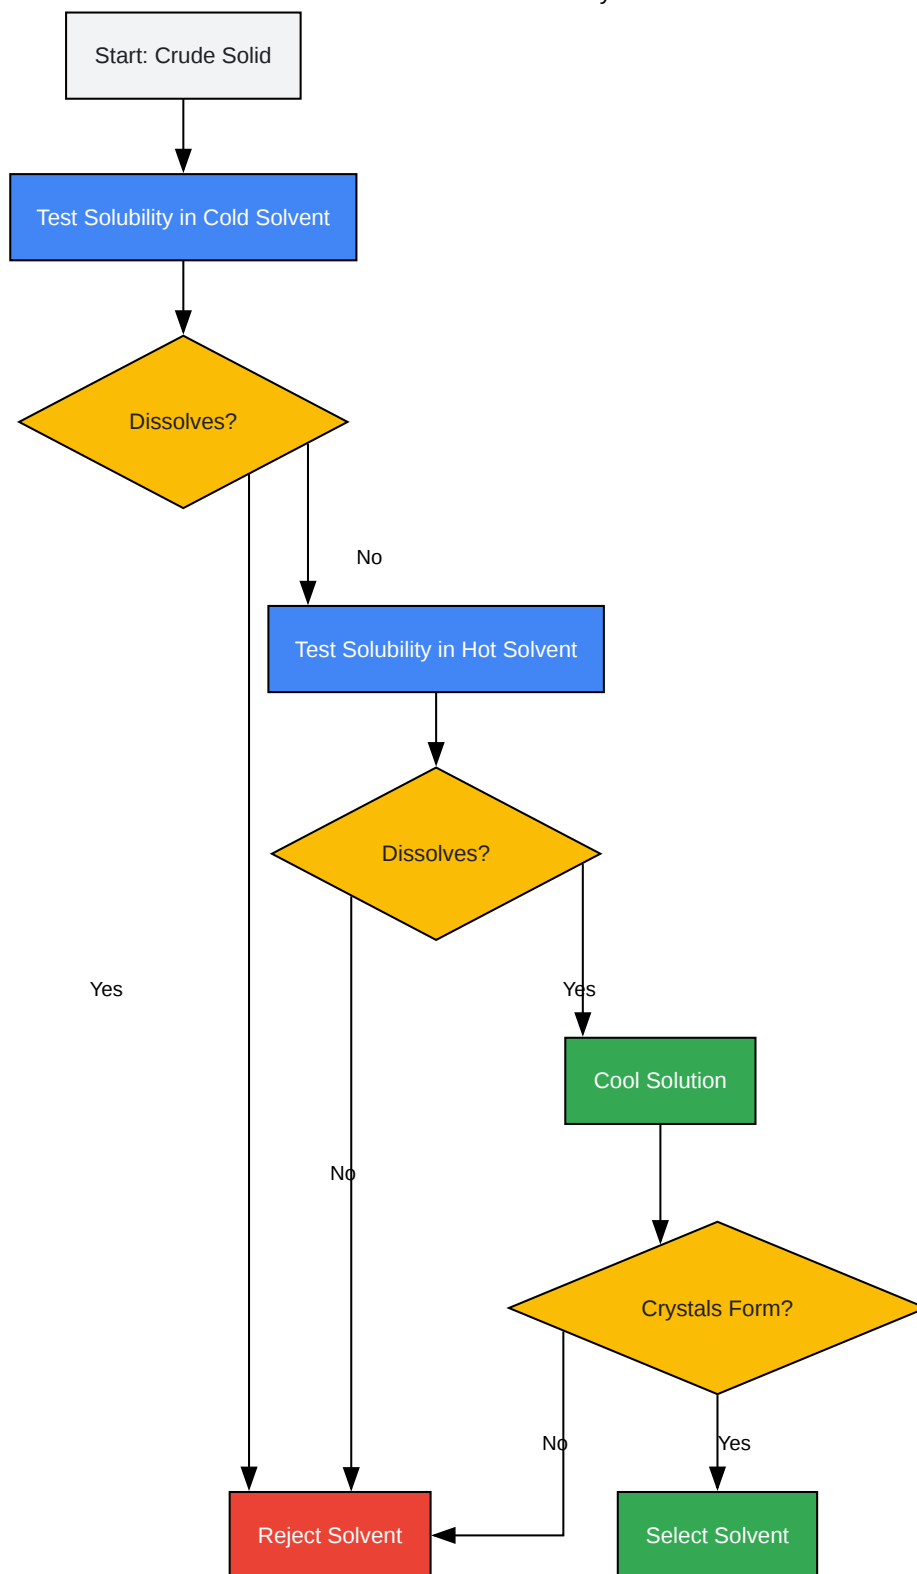 Start: Crude Solid
Test Solubility in Cold Solvent
Dissolves?
No
Test Solubility in Hot Solvent
Dissolves?
Yes
Yes
Cool Solution
No
Crystals Form?
No
Yes
Reject Solvent
Select Solvent